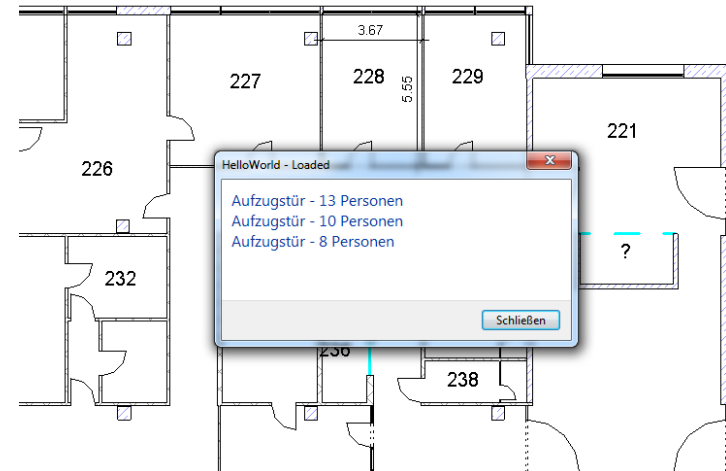 3.67
227
228
229
5.55
221
226
HelloWorld - Loaded
Aufzugstür - 13 Personen
Aufzugstür - 10 Personen
Aufzugstür - 8 Personen
?
232
Schließen
236
238